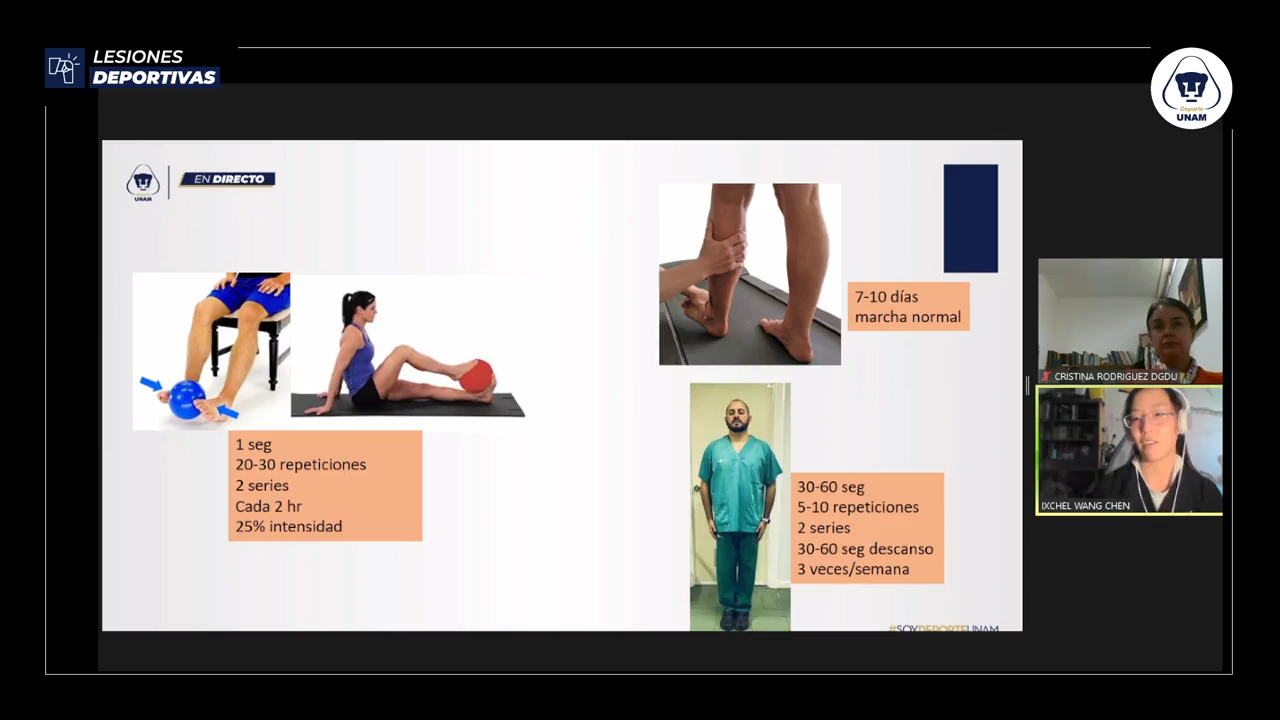 LESIONES
DEPORTIVAS
Deporte
UNAM
UNAM
EN DIRECTO
7-10 días
marcha normal
1 seg
20-30 repeticiones
2 series
Cada 2 hr
25% intensidad
30-60 seg
5-10 repeticiones
2 series
30-60 seg descanso
3 veces/semana
#SOYDEPORTEUNAM
CRISTINA RODRIGUEZ DGDU
IXCHEL WANG CHEN